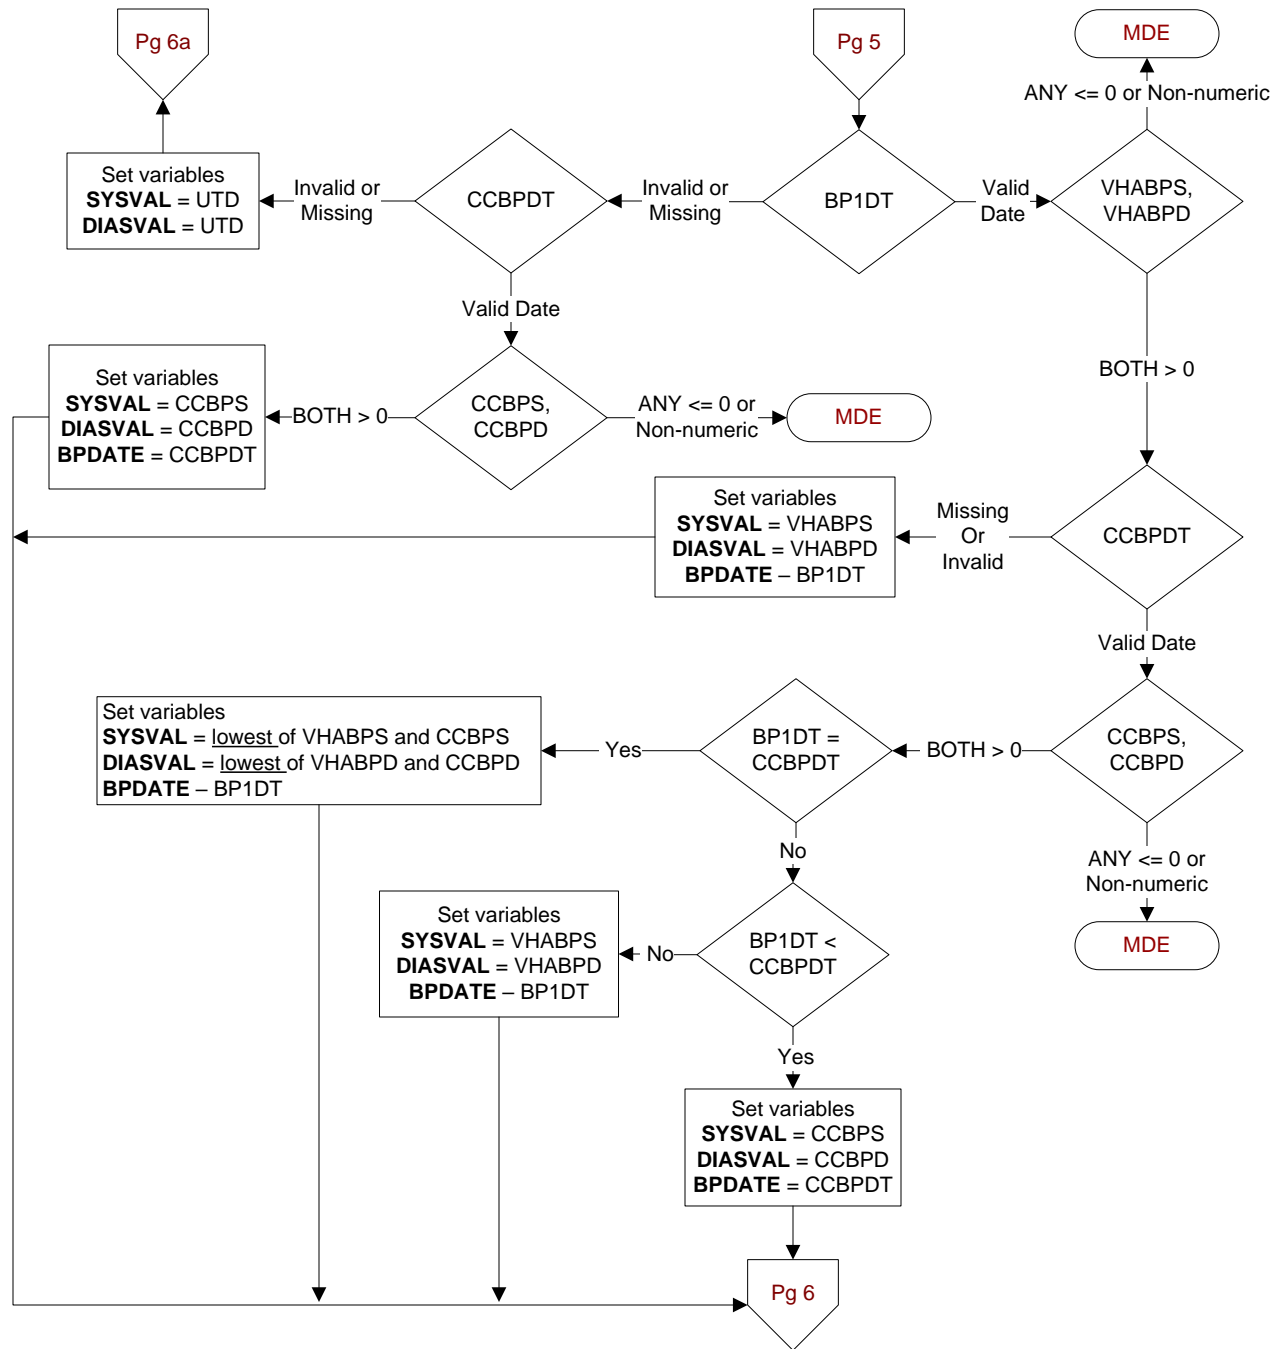 Pg 6a
Pg 5
MDE
ANY <= 0 or Non-numeric
Set variables
SYSVAL = UTD
DIASVAL = UTD
Invalid or
Missing
CCBPDT
Invalid or
Missing
BP1DT
Valid
Date
VHABPS,
VHABPD
Valid Date
BOTH > 0
Set variables
SYSVAL = CCBPS
DIASVAL = CCBPD
BPDATE = CCBPDT
BOTH > 0
CCBPS,
CCBPD
ANY <= 0 or
Non-numeric
MDE
Set variables
SYSVAL = VHABPS
DIASVAL = VHABPD
BPDATE – BP1DT
Missing
Or
Invalid
CCBPDT
Valid Date
Set variables
SYSVAL = lowest of VHABPS and CCBPS
DIASVAL = lowest of VHABPD and CCBPD
BPDATE – BP1DT
Yes
BP1DT =
CCBPDT
BOTH > 0
CCBPS,
CCBPD
No
ANY <= 0 or
Non-numeric
MDE
Set variables
SYSVAL = VHABPS
DIASVAL = VHABPD
BPDATE – BP1DT
No
BP1DT <
CCBPDT
Yes
Set variables
SYSVAL = CCBPS
DIASVAL = CCBPD
BPDATE = CCBPDT
Pg 6